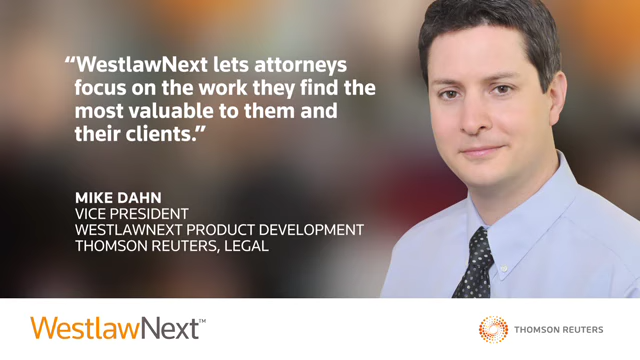 “WestlawNext lets attorneys
focus on the work they find the
most valuable to them and
their clients.”
MIKE DAHN
VICE PRESIDENT
WESTLAWNEXT PRODUCT DEVELOPMENT
THOMSON REUTERS, LEGAL
WestlawNext™
THOMSON REUTERS